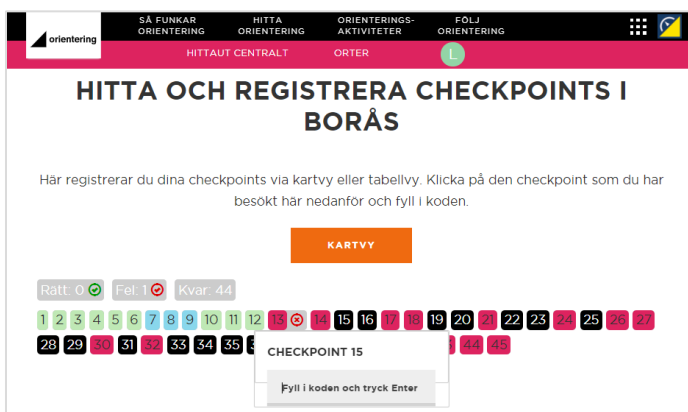 SÅ FUNKAR HITTA ORIENTERINGS- FÖLJ
orientering ORIENTERING ORIENTERING AKTIVITETER ORIENTERING
HITTAUT CENTRALT ORTER L
HITTA OCH REGISTRERA CHECKPOINTS I
BORÅS
Här registrerar du dina checkpoints via kartvy eller tabellvy. Klicka på den checkpoint som du har
besökt här nedanför och fyll i koden.
KARTVY
Rätt: 0 Fel: 1 Kvar: 44
1 2 3 4 5 6 7 8 9 10 11 12 13 14 15 16 17 18 19 20 21 22 23 24 25 26 27
28 29 30 31 32 33 34 35 44 45
CHECKPOINT 15
Fyll i koden och tryck Enter